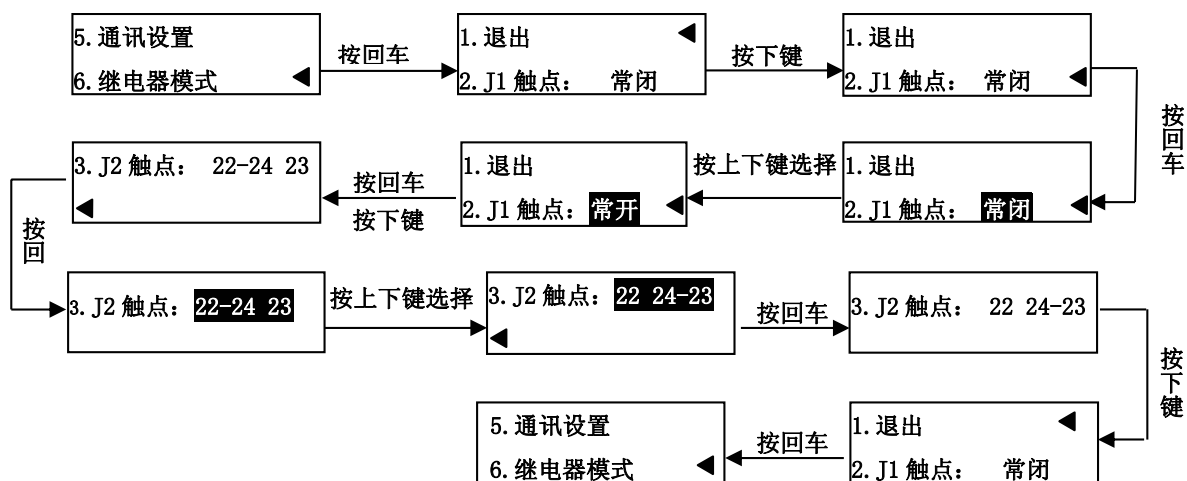 5.通讯设置
6.继电器模式
按回车
1.退出
2.J1触点： 常闭
按下键
1.退出
2.J1触点： 常闭
按回车
1.退出
2.J1触点： 常闭
按上下键选择
1.退出
2.J1触点：常开
按回车
按下键
3.J2触点： 22-24 23
按回
3.J2触点：22-24 23
按上下键选择
3.J2触点：22 24-23
按回车
3.J2触点： 22 24-23
按下键
1.退出
2.J1触点： 常闭
按回车
5.通讯设置
6.继电器模式